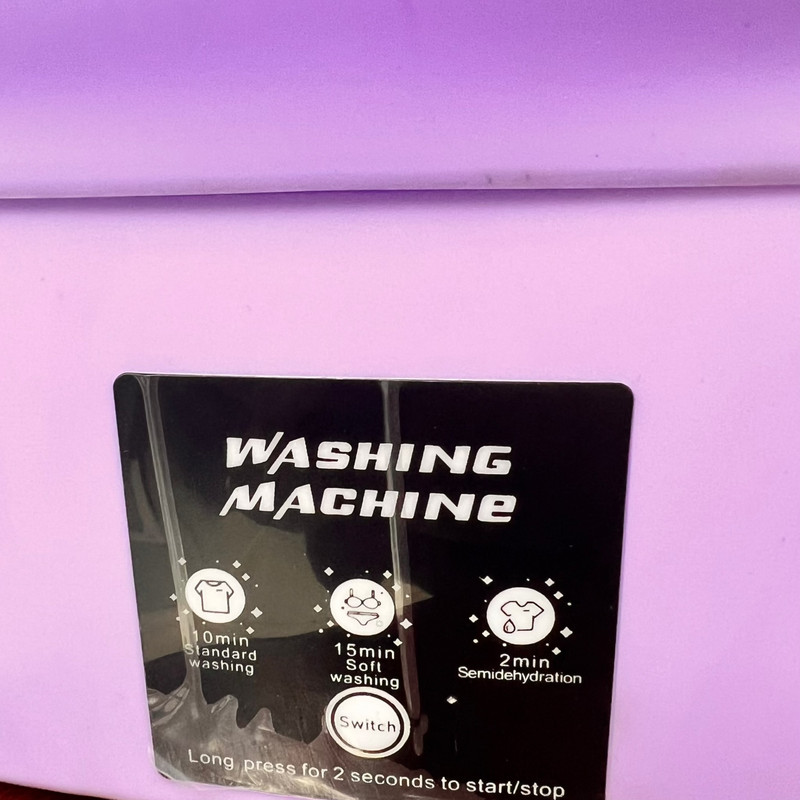 WASHING
MACHINE
10min
Standard
washing
15min
Soft
washing
2min
Semidehydration
Switch
Long press for 2 seconds to start/stop